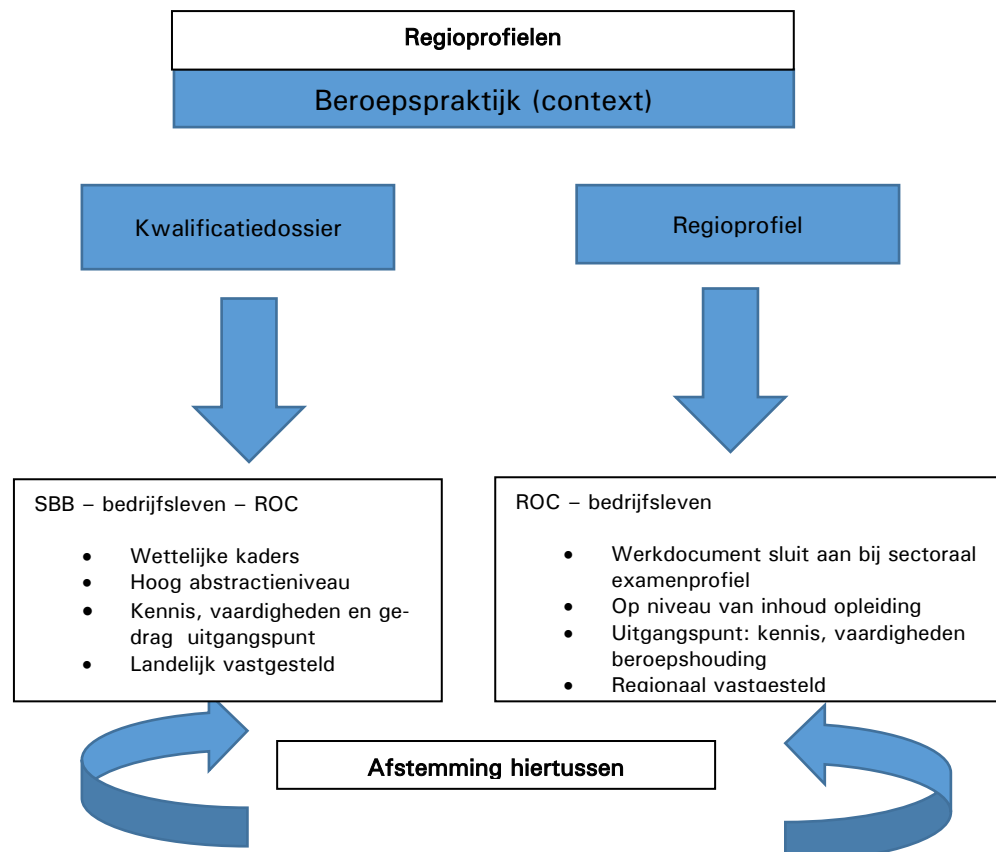 Regioprofielen
Beroepspraktijk (context)
Kwalificatiedossier
Regioprofiel
SBB – bedrijfsleven – ROC
• Wettelijke kaders
• Hoog abstractieniveau
• Kennis, vaardigheden en ge-
drag uitgangspunt
• Landelijk vastgesteld
ROC – bedrijfsleven
• Werkdocument sluit aan bij sectoraal
examenprofiel
• Op niveau van inhoud opleiding
• Uitgangspunt: kennis, vaardigheden
beroepshouding
• Regionaal vastgesteld
Afstemming hiertussen